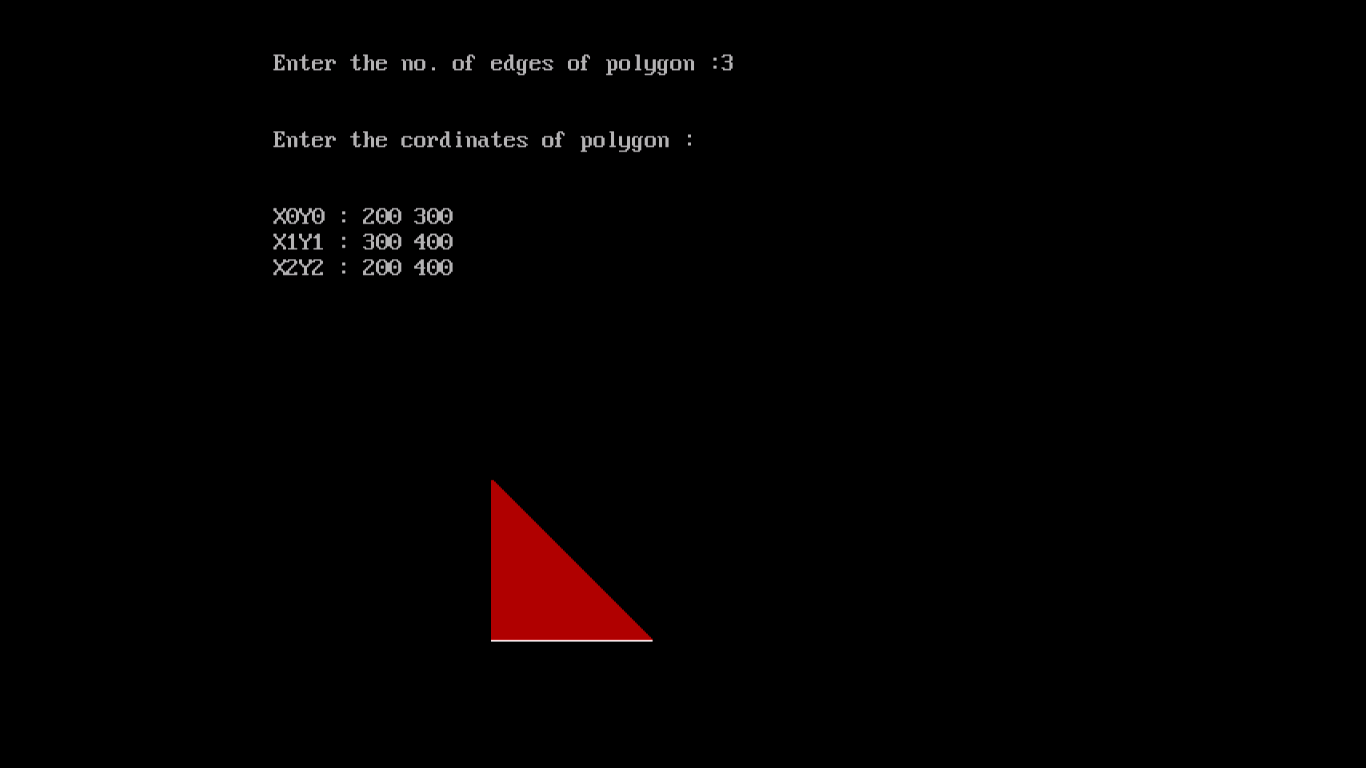 Enter the no. of edges of polygon :3
Enter the cordinates of polygon :
X0Y0 : 200 300
X1Y1 : 300 400
X2Y2 : 200 400